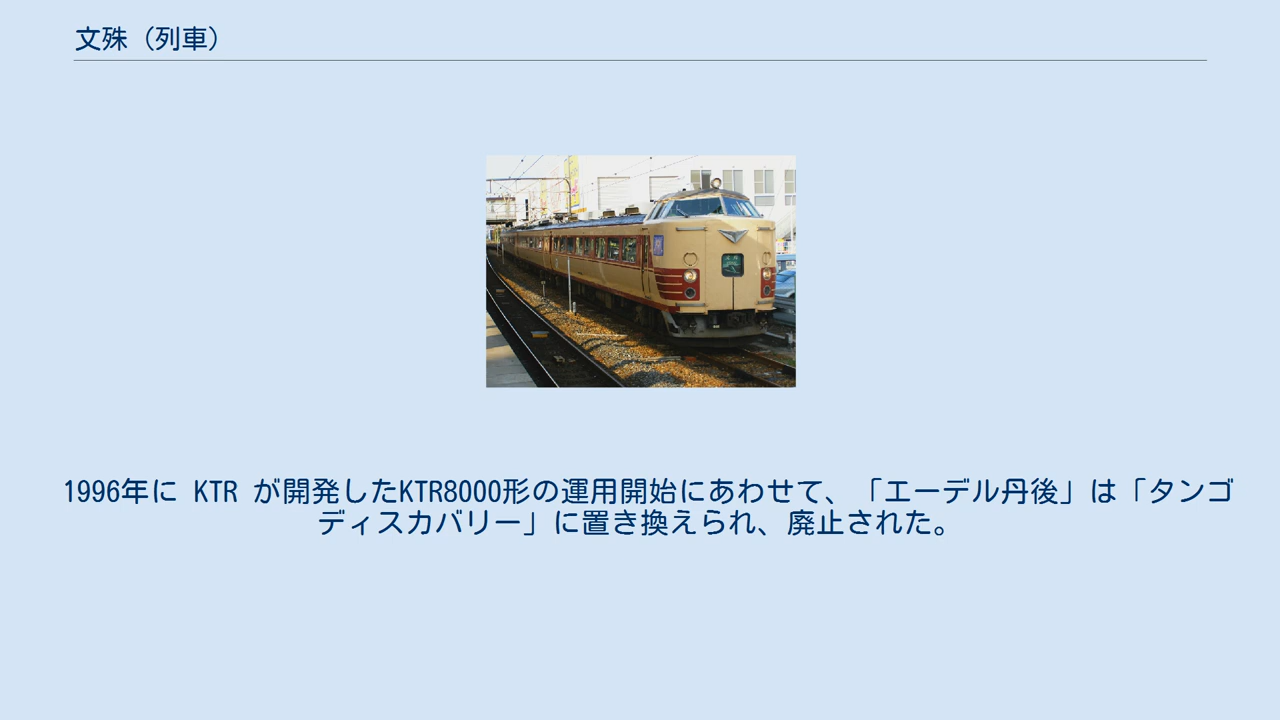 文殊（列車）
1996年に KTR が開発したKTR8000形の運用開始にあわせて、「エーデル丹後」は「タンゴ
ディスカバリー」に置き換えられ、廃止された。